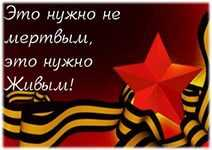 Это нужно не
мертвым,
это нужно
Живым!